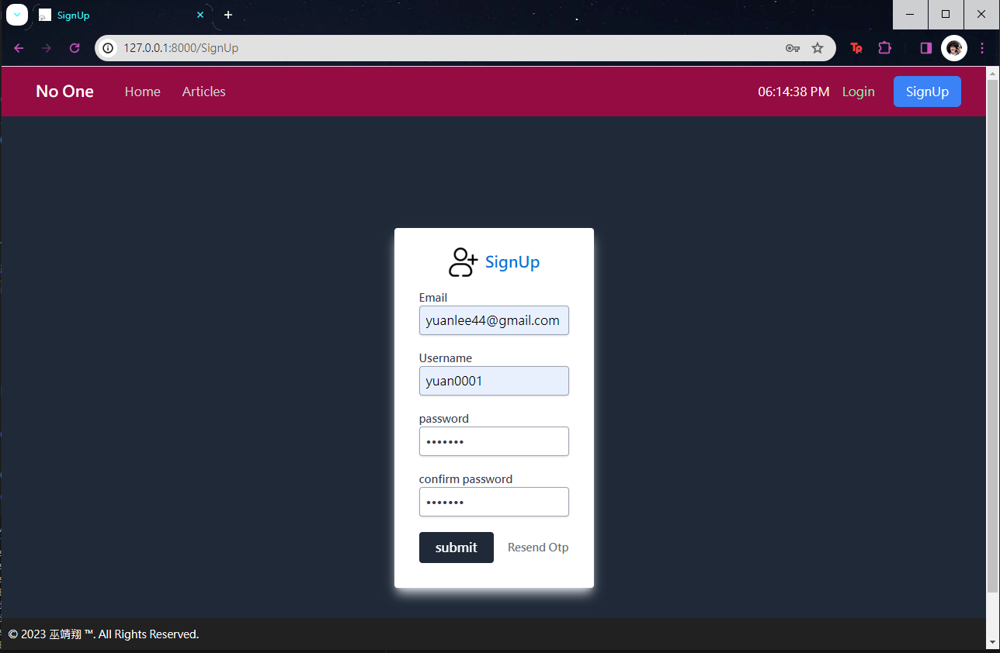 SignUp
127.0.0.1:8000/SignUp
Tp
No One Home Articles 06:14:38 PM Login SignUp
SignUp
Email
yuanlee44@gmail.com
Username
yuan0001
password
•••••••
confirm password
•••••••
submit Resend Otp
© 2023 巫靖翔 ™. All Rights Reserved.